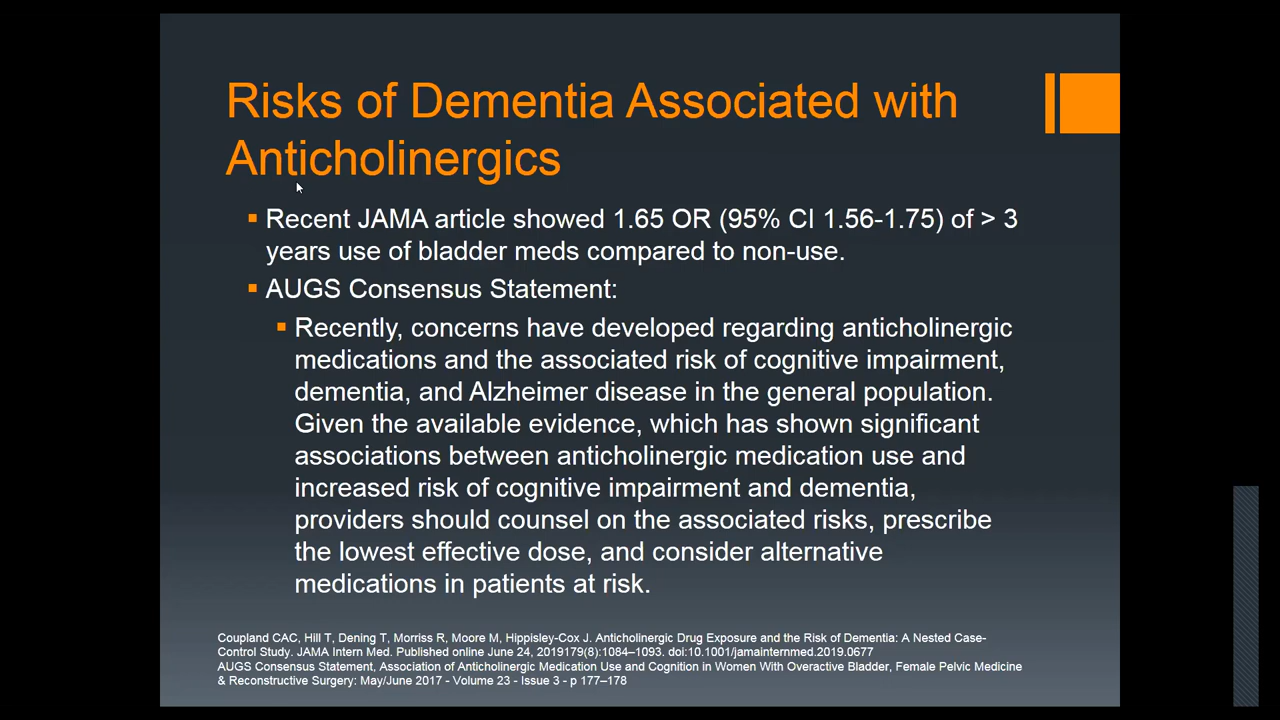 Risks of Dementia Associated with
Anticholinergics
Recent JAMA article showed 1.65 OR (95% CI 1.56-1.75) of > 3
years use of bladder meds compared to non-use.
AUGS Consensus Statement:
Recently, concerns have developed regarding anticholinergic
medications and the associated risk of cognitive impairment,
dementia, and Alzheimer disease in the general population.
Given the available evidence, which has shown significant
associations between anticholinergic medication use and
increased risk of cognitive impairment and dementia,
providers should counsel on the associated risks, prescribe
the lowest effective dose, and consider alternative
medications in patients at risk.
Coupland CAC, Hill T, Dening T, Morriss R, Moore M, Hippisley-Cox J. Anticholinergic Drug Exposure and the Risk of Dementia: A Nested Case-
Control Study. JAMA Intern Med. Published online June 24, 2019179(8):1084–1093. doi:10.1001/jamainternmed.2019.0677
AUGS Consensus Statement, Association of Anticholinergic Medication Use and Cognition in Women With Overactive Bladder, Female Pelvic Medicine
& Reconstructive Surgery: May/June 2017 - Volume 23 - Issue 3 - p 177–178